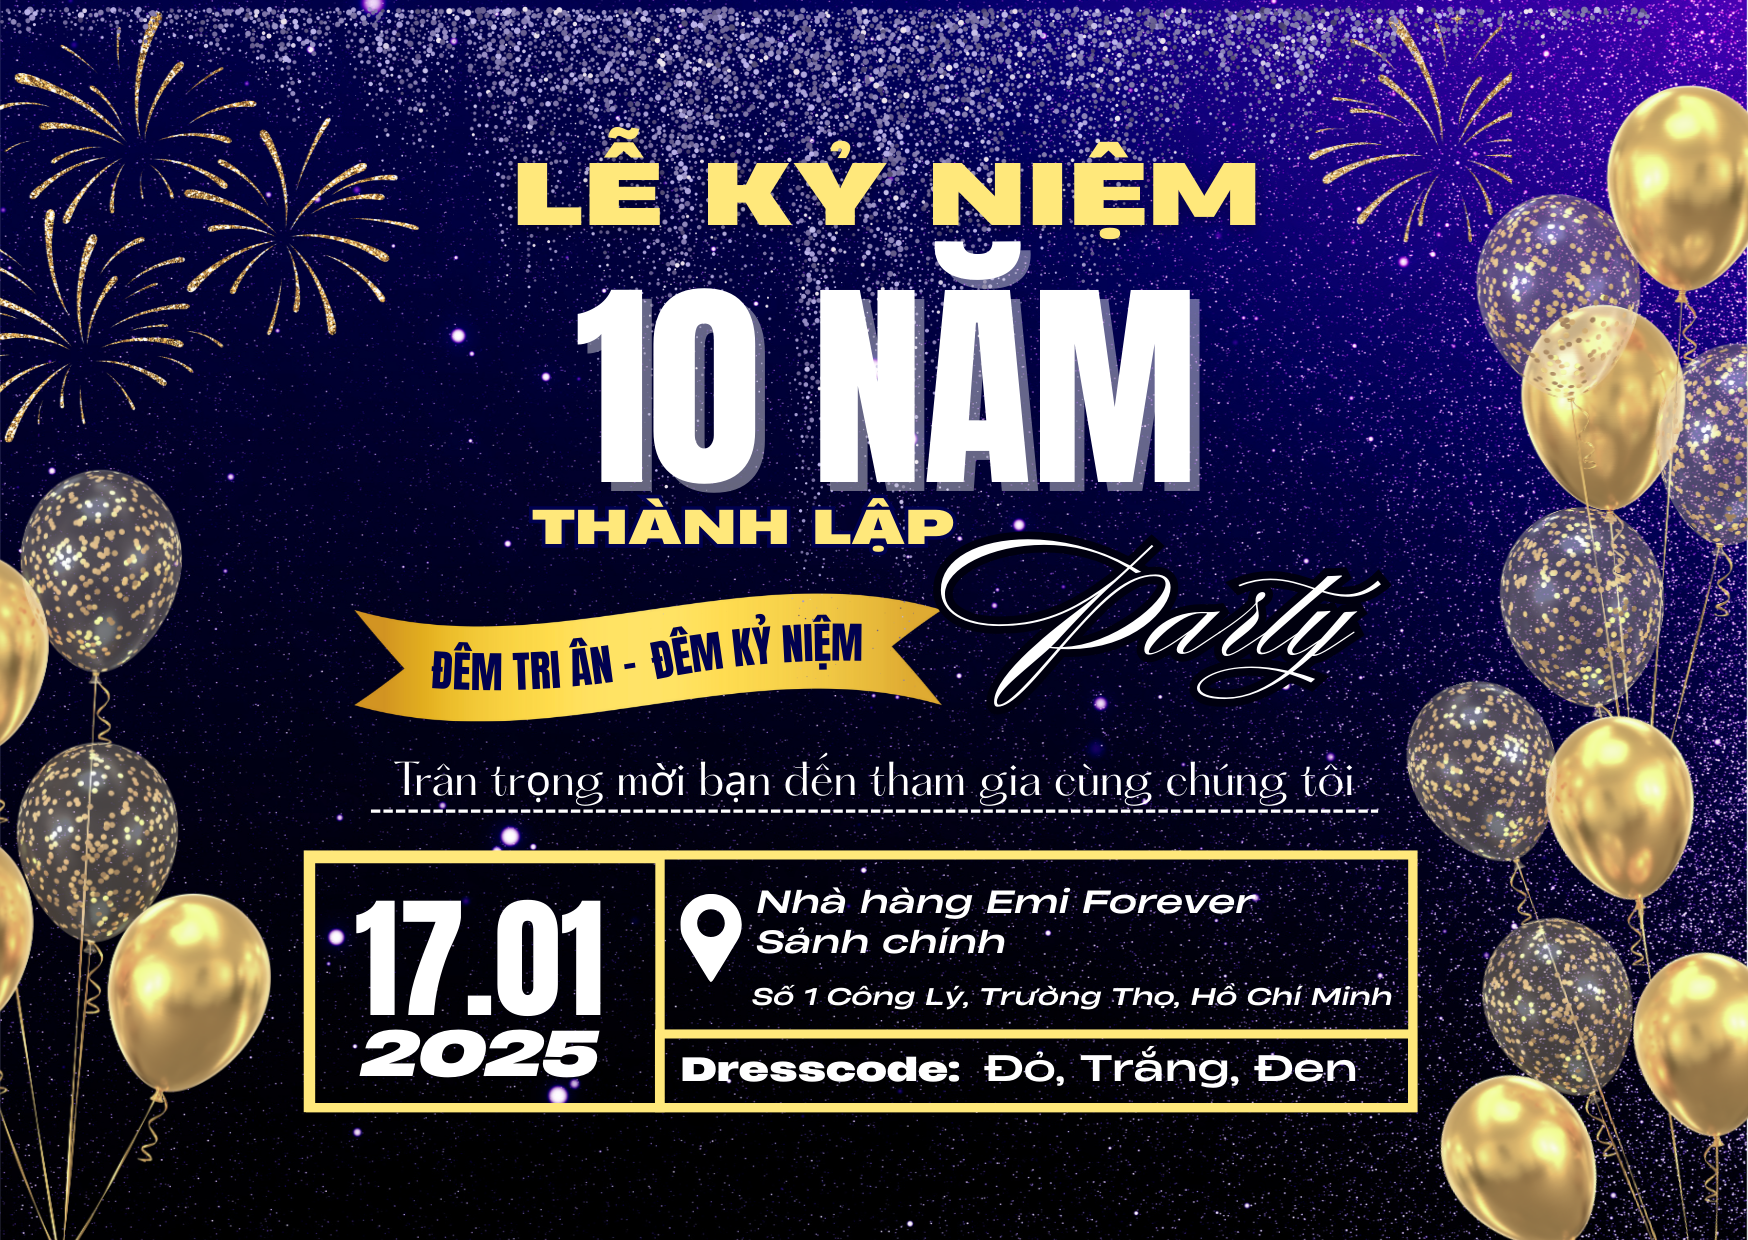 LỄ KỶ NIỆM
10 NĂM
THÀNH LẬP
Party
ĐÊM TRI ÂN - ĐÊM KỶ NIỆM
Trân trọng mời bạn đến tham gia cùng chúng tôi
17.01
2025
Nhà hàng Emi Forever
Sảnh chính
Số 1 Công Lý, Trường Thọ, Hồ Chí Minh
Dresscode: Đỏ, Trắng, Đen